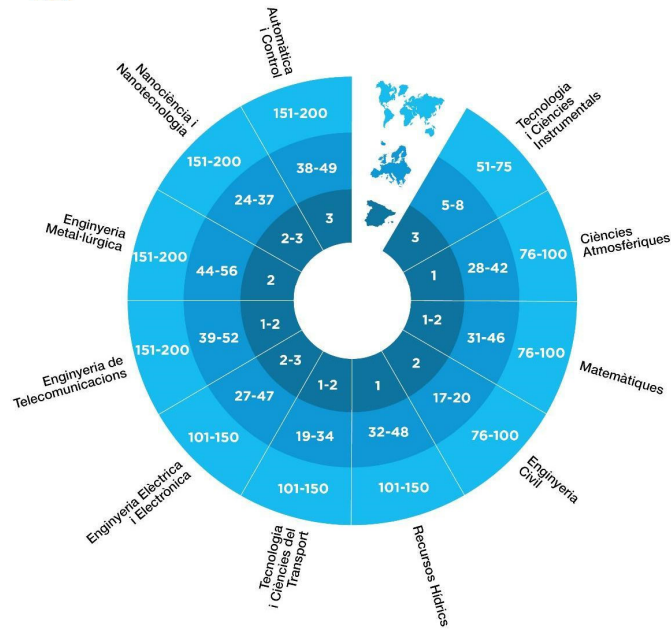 Automàtica
i Control
151-200
38-49
3
Tecnologia
i Ciències
Instrumentals
51-75
5-8
3
Ciències
Atmosfèriques
76-100
28-42
1
Matemàtiques
76-100
31-46
1-2
Enginyeria
Civil
76-100
17-20
2
Recursos Hídrics
101-150
32-48
1
Tecnologia
i Ciències del
Transport
101-150
19-34
1-2
Enginyeria Elèctrica
i Electrònica
101-150
27-47
2-3
Enginyeria de
Telecomunicacions
151-200
39-52
1-2
Enginyeria
Metal·lúrgica
151-200
44-56
2
Nanociència i
Nanotecnologia
151-200
24-37
2-3